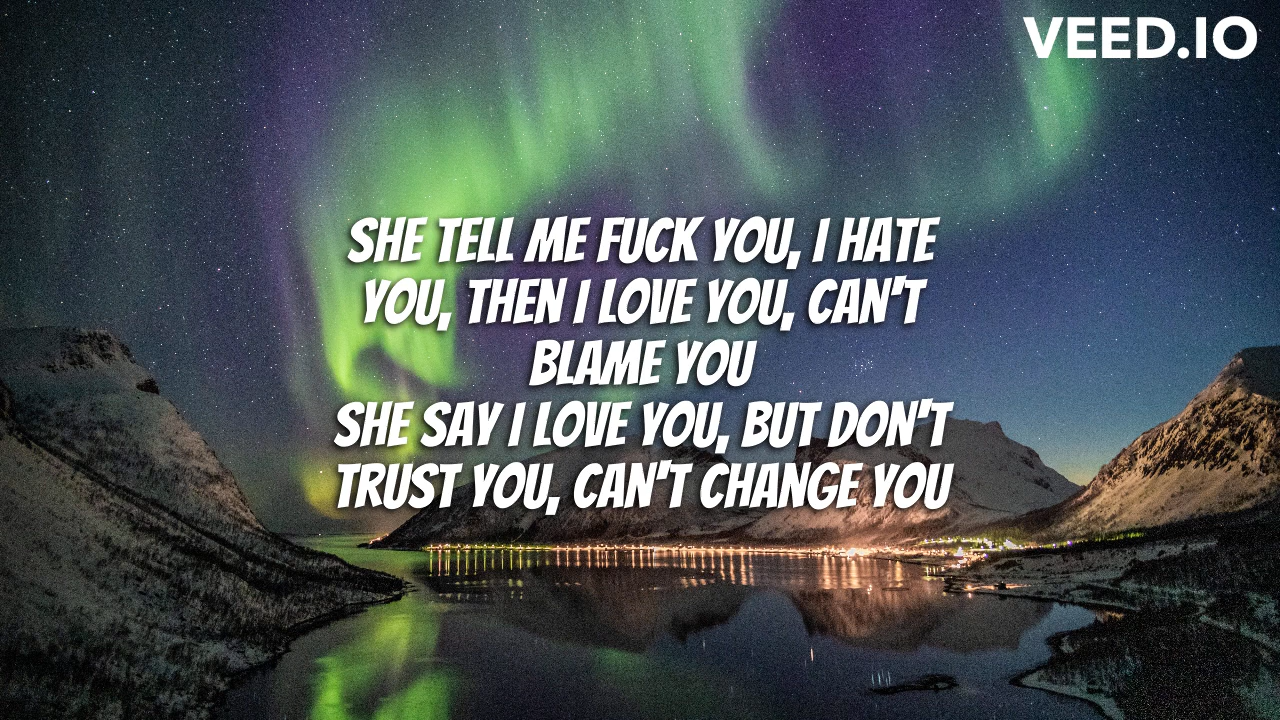 VEED.IO
SHE TELL ME FUCK YOU, I HATE
YOU, THEN I LOVE YOU, CAN'T
BLAME YOU
SHE SAY I LOVE YOU, BUT DON'T
TRUST YOU, CAN'T CHANGE YOU